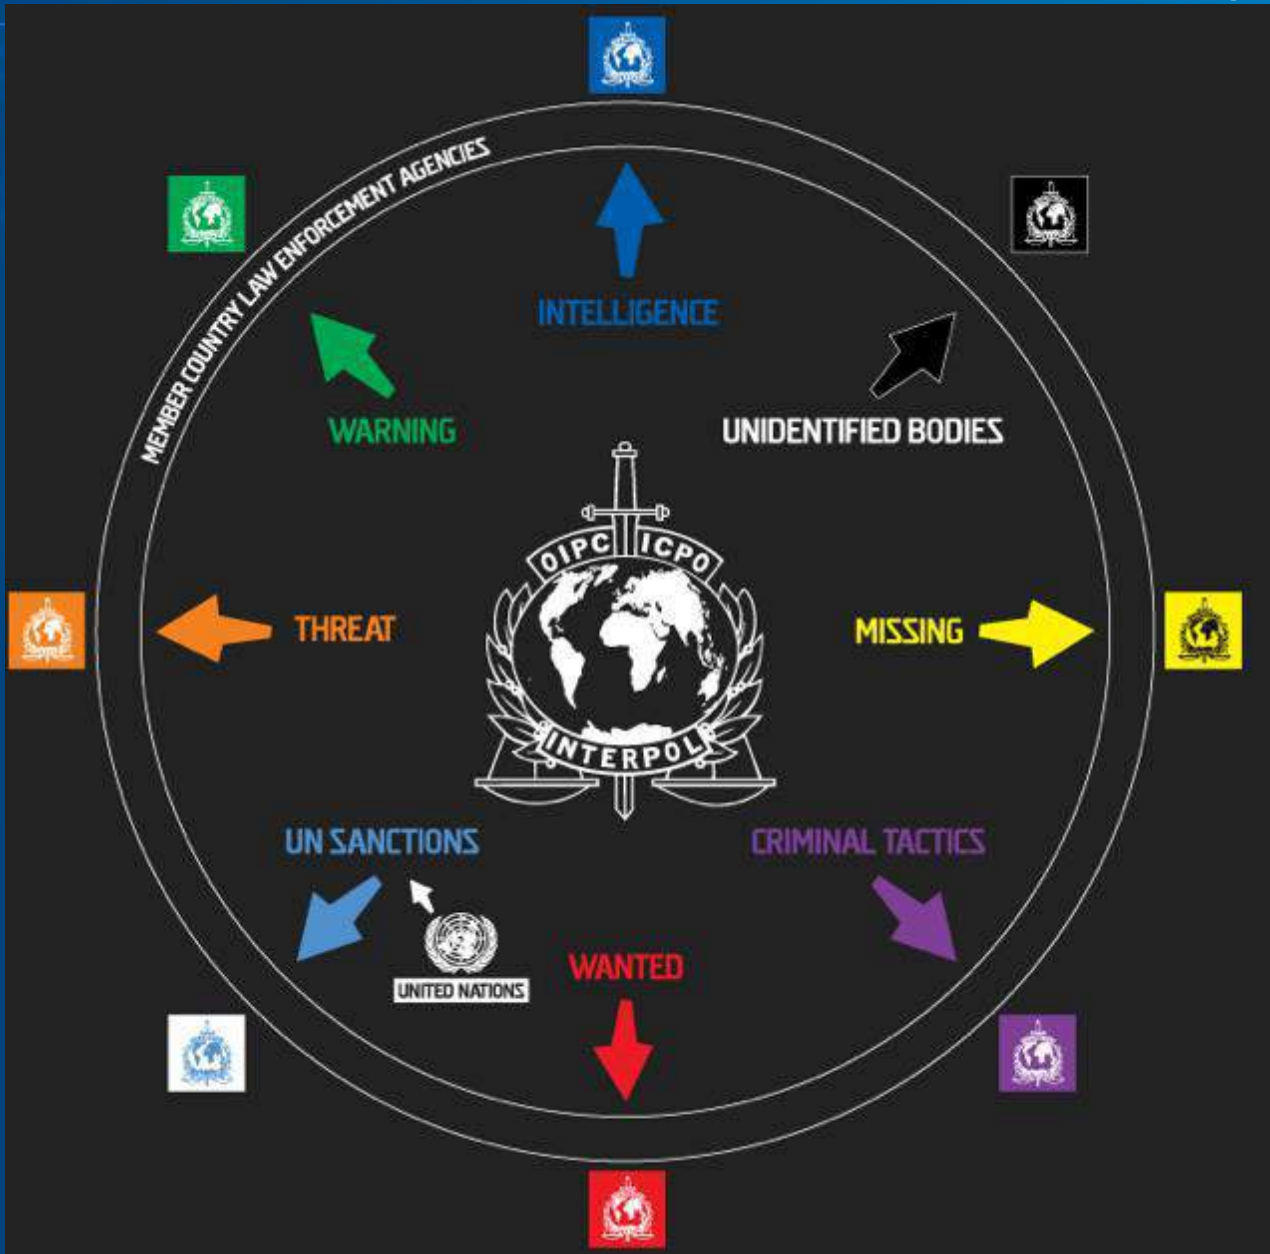 MEMBER COUNTRY LAW ENFORCEMENT AGENCIES
INTELLIGENCE
WARNING
UNIDENTIFIED BODIES
OIPC ICPO
THREAT
MISSING
INTERPOL
UN SANCTIONS
CRIMINAL TACTICS
UNITED NATIONS
WANTED